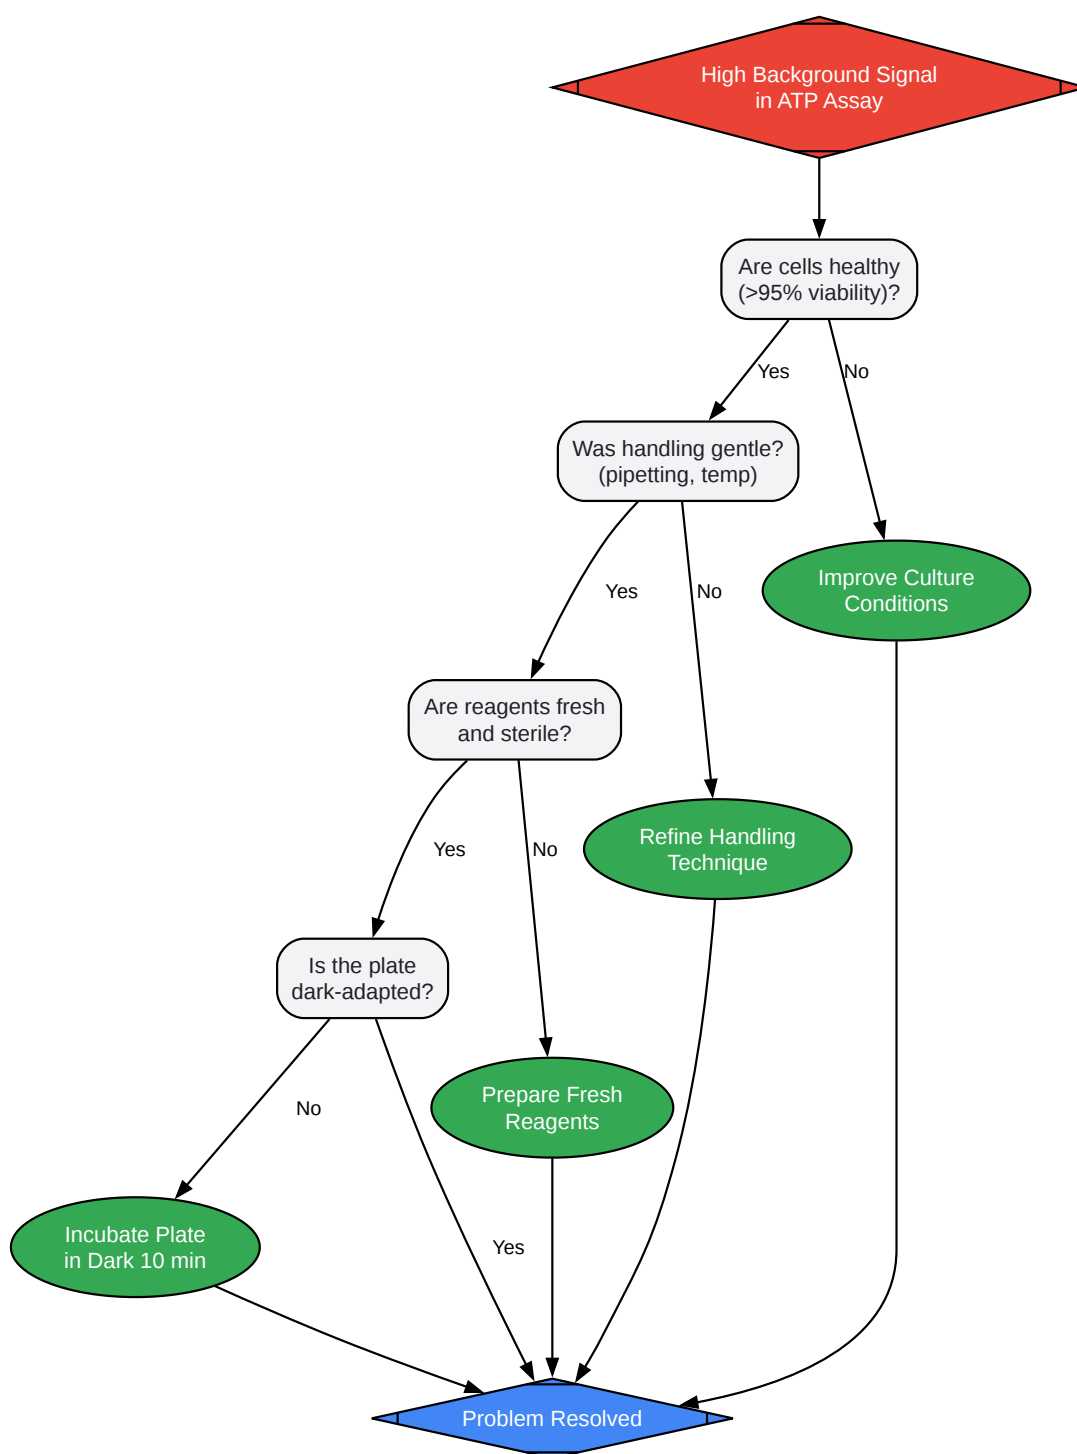 High Background Signal
in ATP Assay
Are cells healthy
(>95% viability)?
Yes
No
Was handling gentle?
(pipetting, temp)
Improve Culture
Conditions
Yes
No
Are reagents fresh
and sterile?
Refine Handling
Technique
Yes
No
Is the plate
dark-adapted?
Prepare Fresh
Reagents
No
Incubate Plate
in Dark 10 min
Yes
Problem Resolved